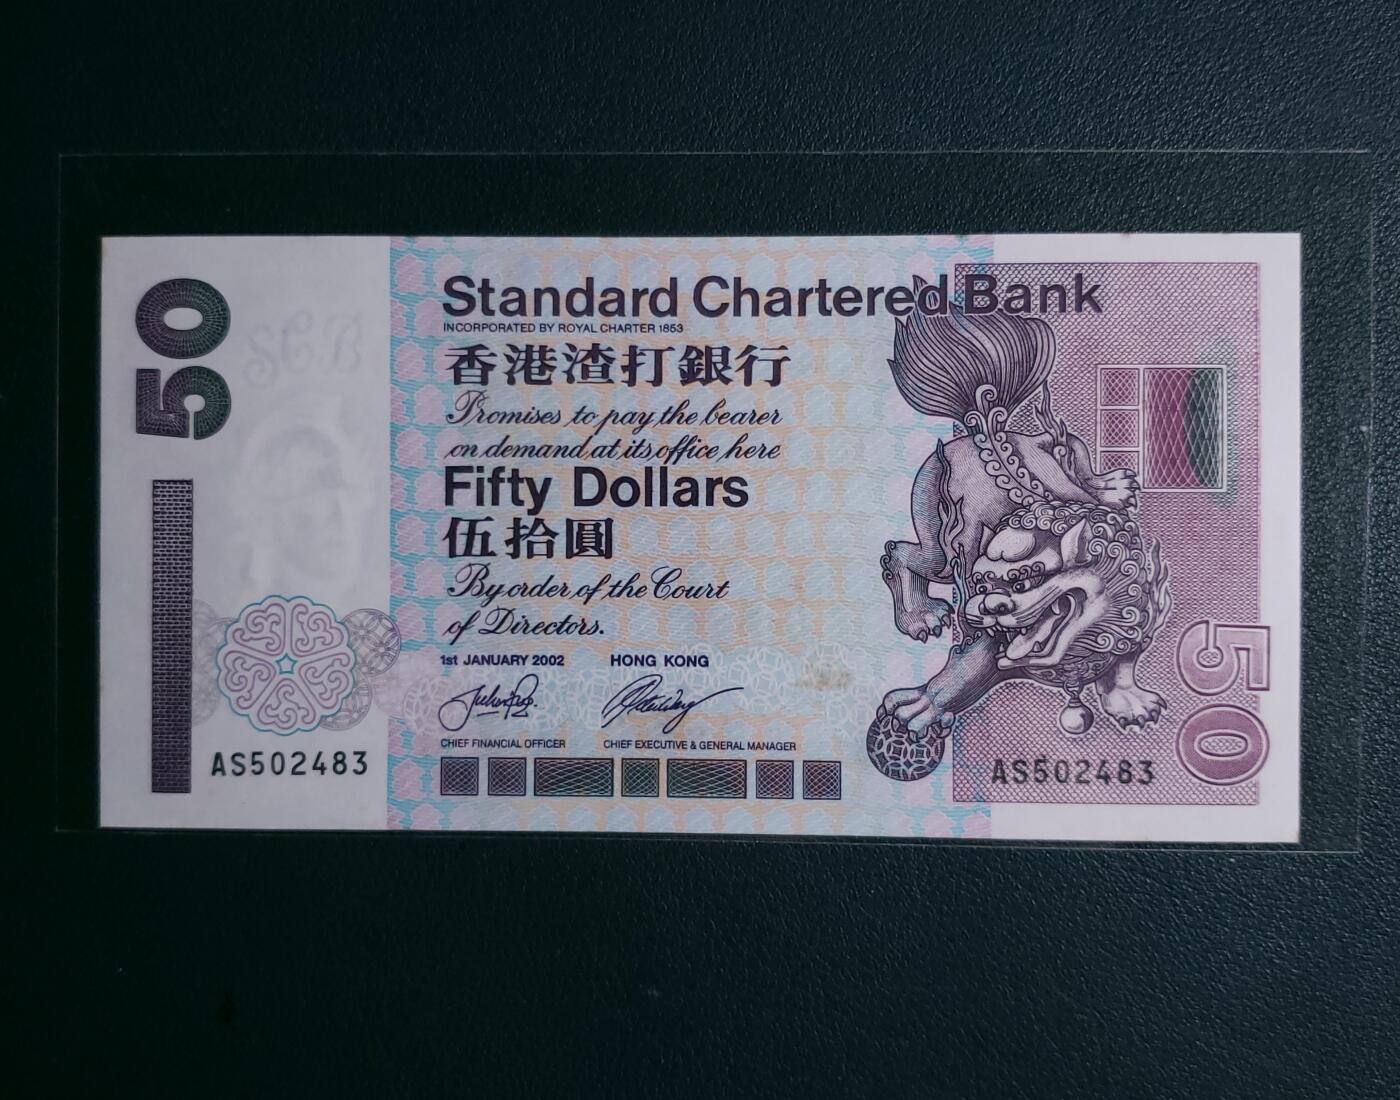 50
SCB
Standard Chartered Bank
INCORPORATED BY ROYAL CHARTER 1853
香港渣打銀行
Promises to pay the bearer
on demand at its office here
Fifty Dollars
伍拾圓
By order of the Court
of Directors.
1st JANUARY 2002 HONG KONG
CHIEF FINANCIAL OFFICER CHIEF EXECUTIVE & GENERAL MANAGER
AS502483
AS502483
50